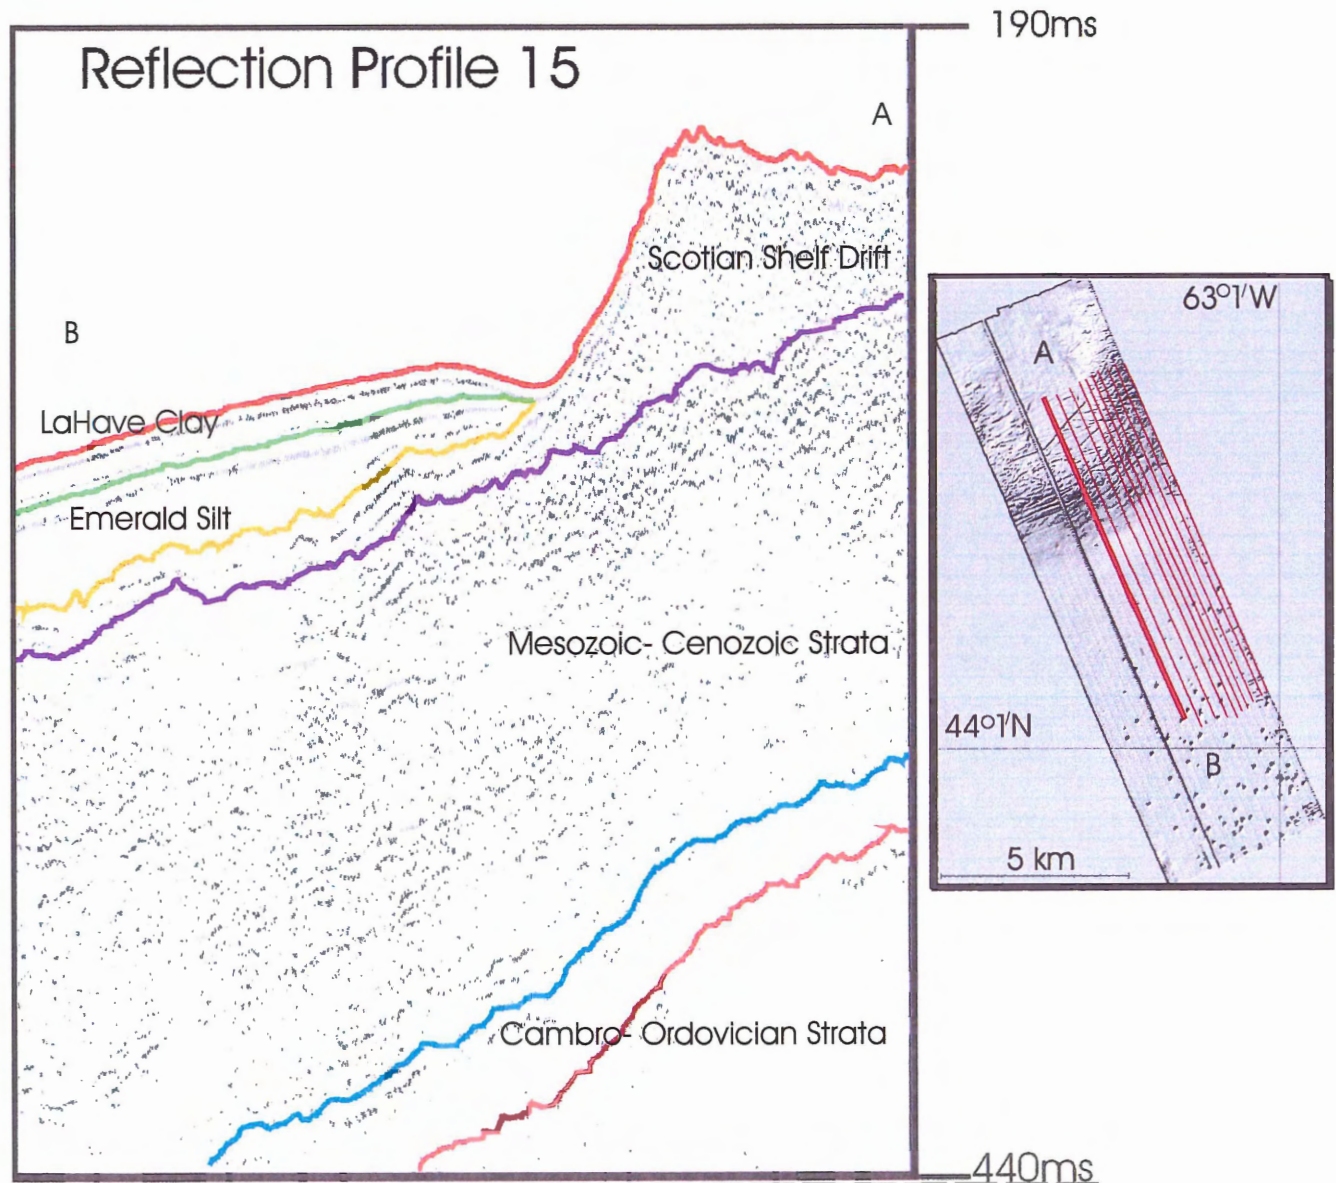 190ms
Reflection Profile 15
A
Scotian Shelf Drift
63°1'W
A
B
LaHave Clay
Emerald Silt
Mesozoic- Cenozoic Strata
44°1'N
B
5 km
Cambro- Ordovician Strata
440ms